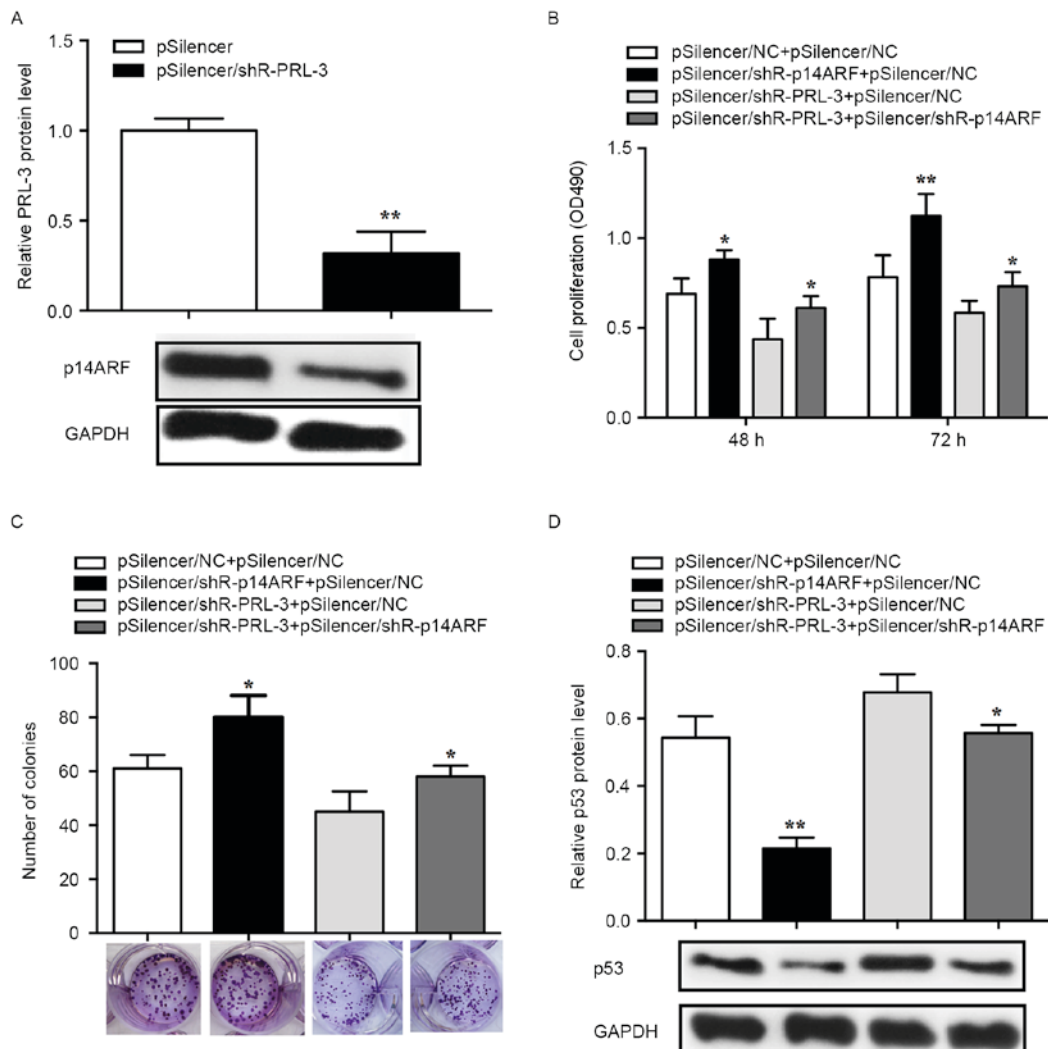 A
pSilencer
pSilencer/shR-PRL-3
Relative PRL-3 protein level
1.5
1.0
0.5
0.0
**
p14ARF
GAPDH
B
pSilencer/NC+pSilencer/NC
pSilencer/shR-p14ARF+pSilencer/NC
pSilencer/shR-PRL-3+pSilencer/NC
pSilencer/shR-PRL-3+pSilencer/shR-p14ARF
Cell proliferation (OD490)
1.5
1.0
0.5
0.0
*
*
**
*
48 h
72 h
C
pSilencer/NC+pSilencer/NC
pSilencer/shR-p14ARF+pSilencer/NC
pSilencer/shR-PRL-3+pSilencer/NC
pSilencer/shR-PRL-3+pSilencer/shR-p14ARF
Number of colonies
100
80
60
40
20
0
*
*
D
pSilencer/NC+pSilencer/NC
pSilencer/shR-p14ARF+pSilencer/NC
pSilencer/shR-PRL-3+pSilencer/NC
pSilencer/shR-PRL-3+pSilencer/shR-p14ARF
Relative p53 protein level
0.8
0.6
0.4
0.2
0.0
**
*
p53
GAPDH